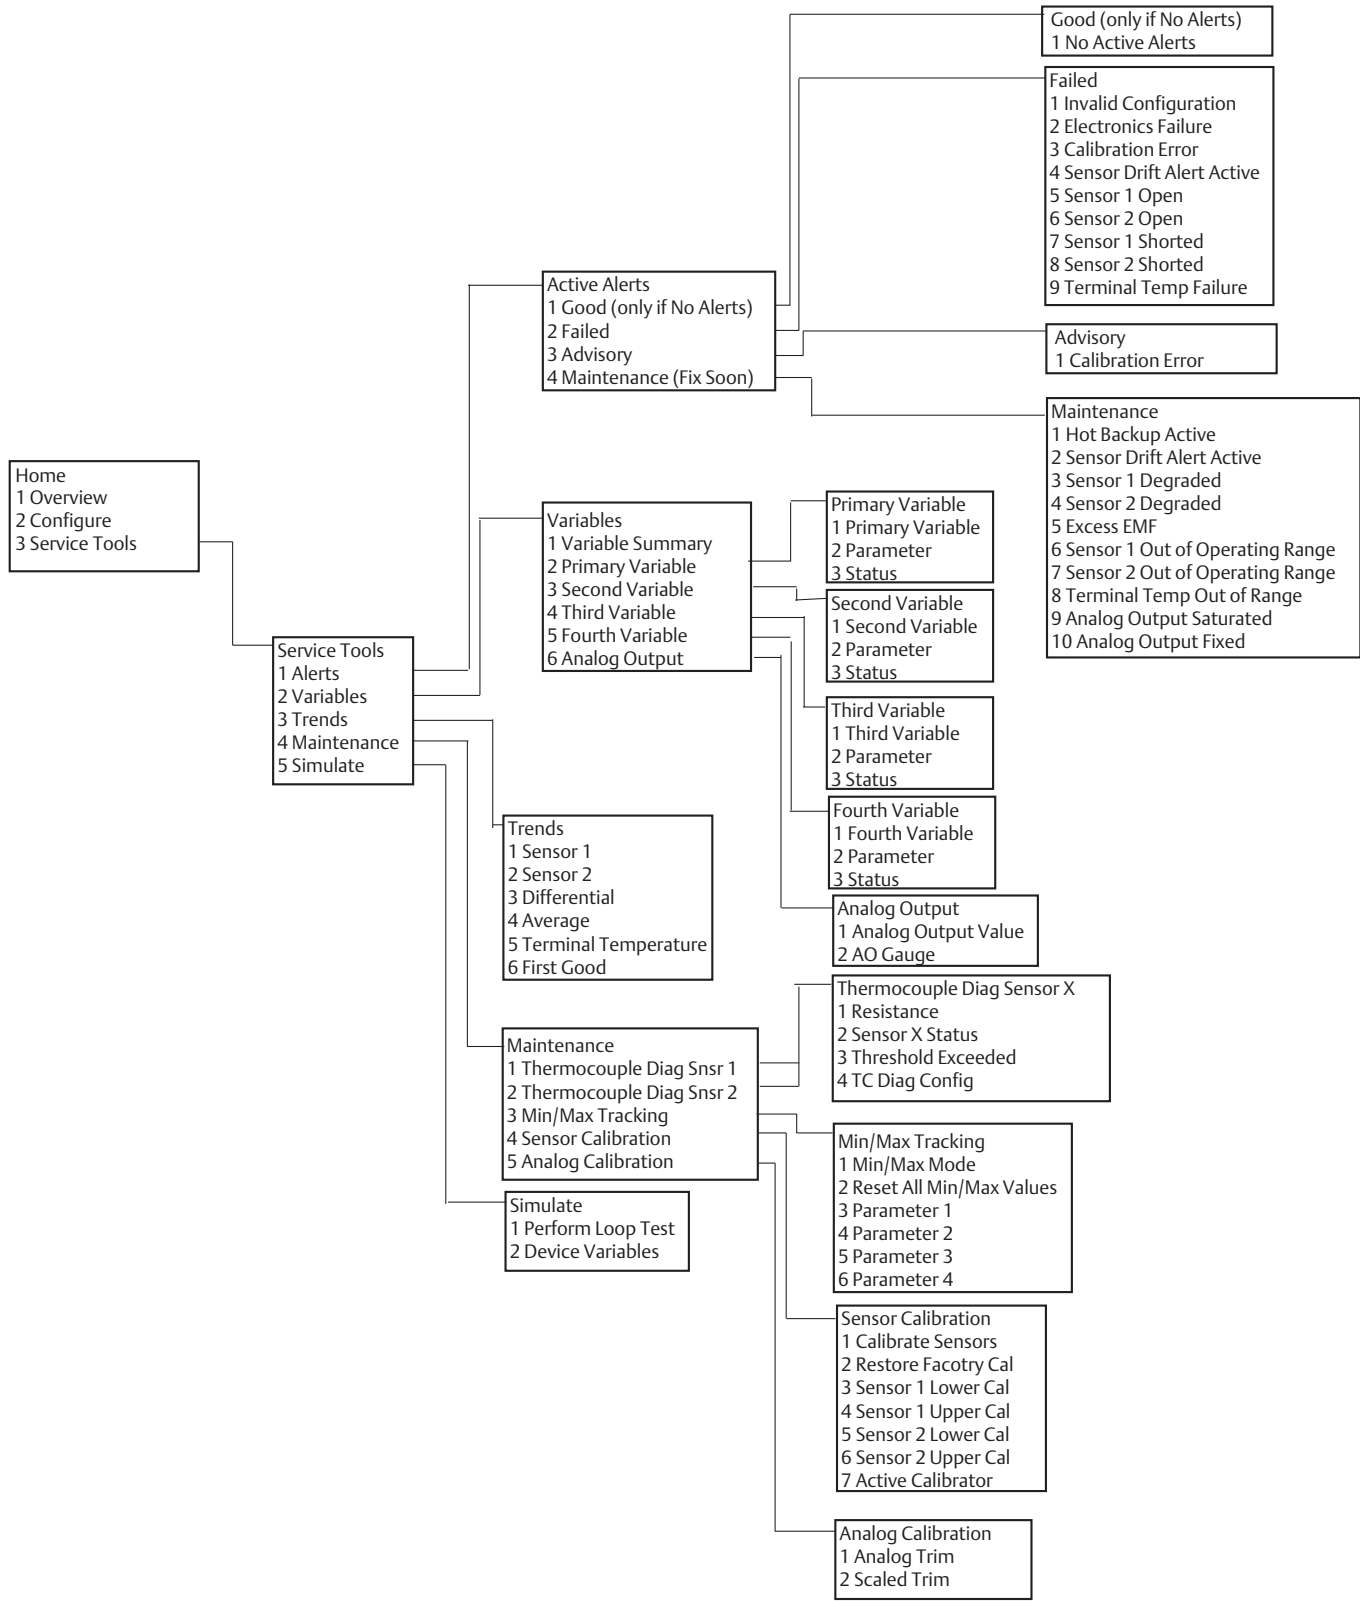 Home
1 Overview
2 Configure
3 Service Tools
Service Tools
1 Alerts
2 Variables
3 Trends
4 Maintenance
5 Simulate
Active Alerts
1 Good (only if No Alerts)
2 Failed
3 Advisory
4 Maintenance (Fix Soon)
Variables
1 Variable Summary
2 Primary Variable
3 Second Variable
4 Third Variable
5 Fourth Variable
6 Analog Output
Trends
1 Sensor 1
2 Sensor 2
3 Differential
4 Average
5 Terminal Temperature
6 First Good
Maintenance
1 Thermocouple Diag Snsr 1
2 Thermocouple Diag Snsr 2
3 Min/Max Tracking
4 Sensor Calibration
5 Analog Calibration
Simulate
1 Perform Loop Test
2 Device Variables
Good (only if No Alerts)
1 No Active Alerts
Failed
1 Invalid Configuration
2 Electronics Failure
3 Calibration Error
4 Sensor Drift Alert Active
5 Sensor 1 Open
6 Sensor 2 Open
7 Sensor 1 Shorted
8 Sensor 2 Shorted
9 Terminal Temp Failure
Advisory
1 Calibration Error
Maintenance
1 Hot Backup Active
2 Sensor Drift Alert Active
3 Sensor 1 Degraded
4 Sensor 2 Degraded
5 Excess EMF
6 Sensor 1 Out of Operating Range
7 Sensor 2 Out of Operating Range
8 Terminal Temp Out of Range
9 Analog Output Saturated
10 Analog Output Fixed
Primary Variable
1 Primary Variable
2 Parameter
3 Status
Second Variable
1 Second Variable
2 Parameter
3 Status
Third Variable
1 Third Variable
2 Parameter
3 Status
Fourth Variable
1 Fourth Variable
2 Parameter
3 Status
Analog Output
1 Analog Output Value
2 AO Gauge
Thermocouple Diag Sensor X
1 Resistance
2 Sensor X Status
3 Threshold Exceeded
4 TC Diag Config
Min/Max Tracking
1 Min/Max Mode
2 Reset All Min/Max Values
3 Parameter 1
4 Parameter 2
5 Parameter 3
6 Parameter 4
Sensor Calibration
1 Calibrate Sensors
2 Restore Facotry Cal
3 Sensor 1 Lower Cal
4 Sensor 1 Upper Cal
5 Sensor 2 Lower Cal
6 Sensor 2 Upper Cal
7 Active Calibrator
Analog Calibration
1 Analog Trim
2 Scaled Trim